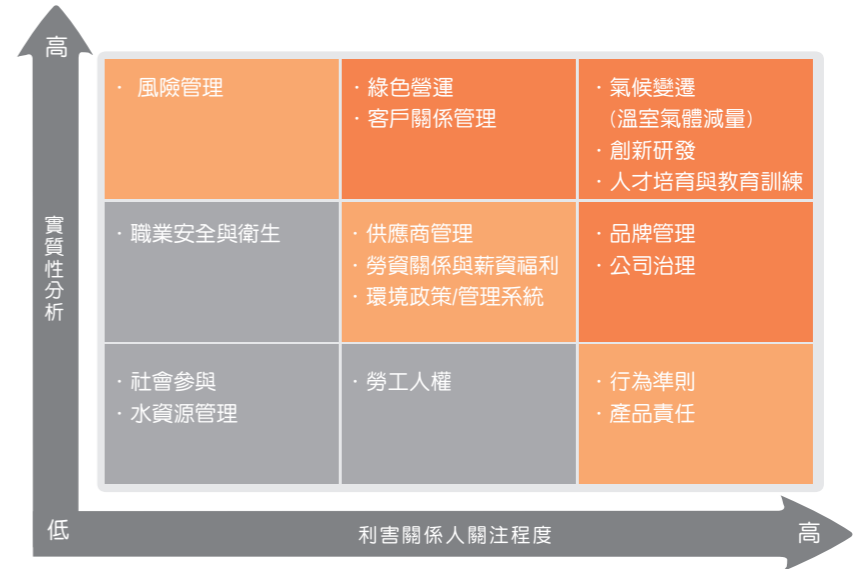 高
· 風險管理
· 綠色營運
· 客戶關係管理
· 氣候變遷
(溫室氣體減量)
· 創新研發
· 人才培育與教育訓練
實質性分析
· 職業安全與衛生
· 供應商管理
· 勞資關係與薪資福利
· 環境政策/管理系統
· 品牌管理
· 公司治理
· 社會參與
· 水資源管理
· 勞工人權
· 行為準則
· 產品責任
低
利害關係人關注程度
高